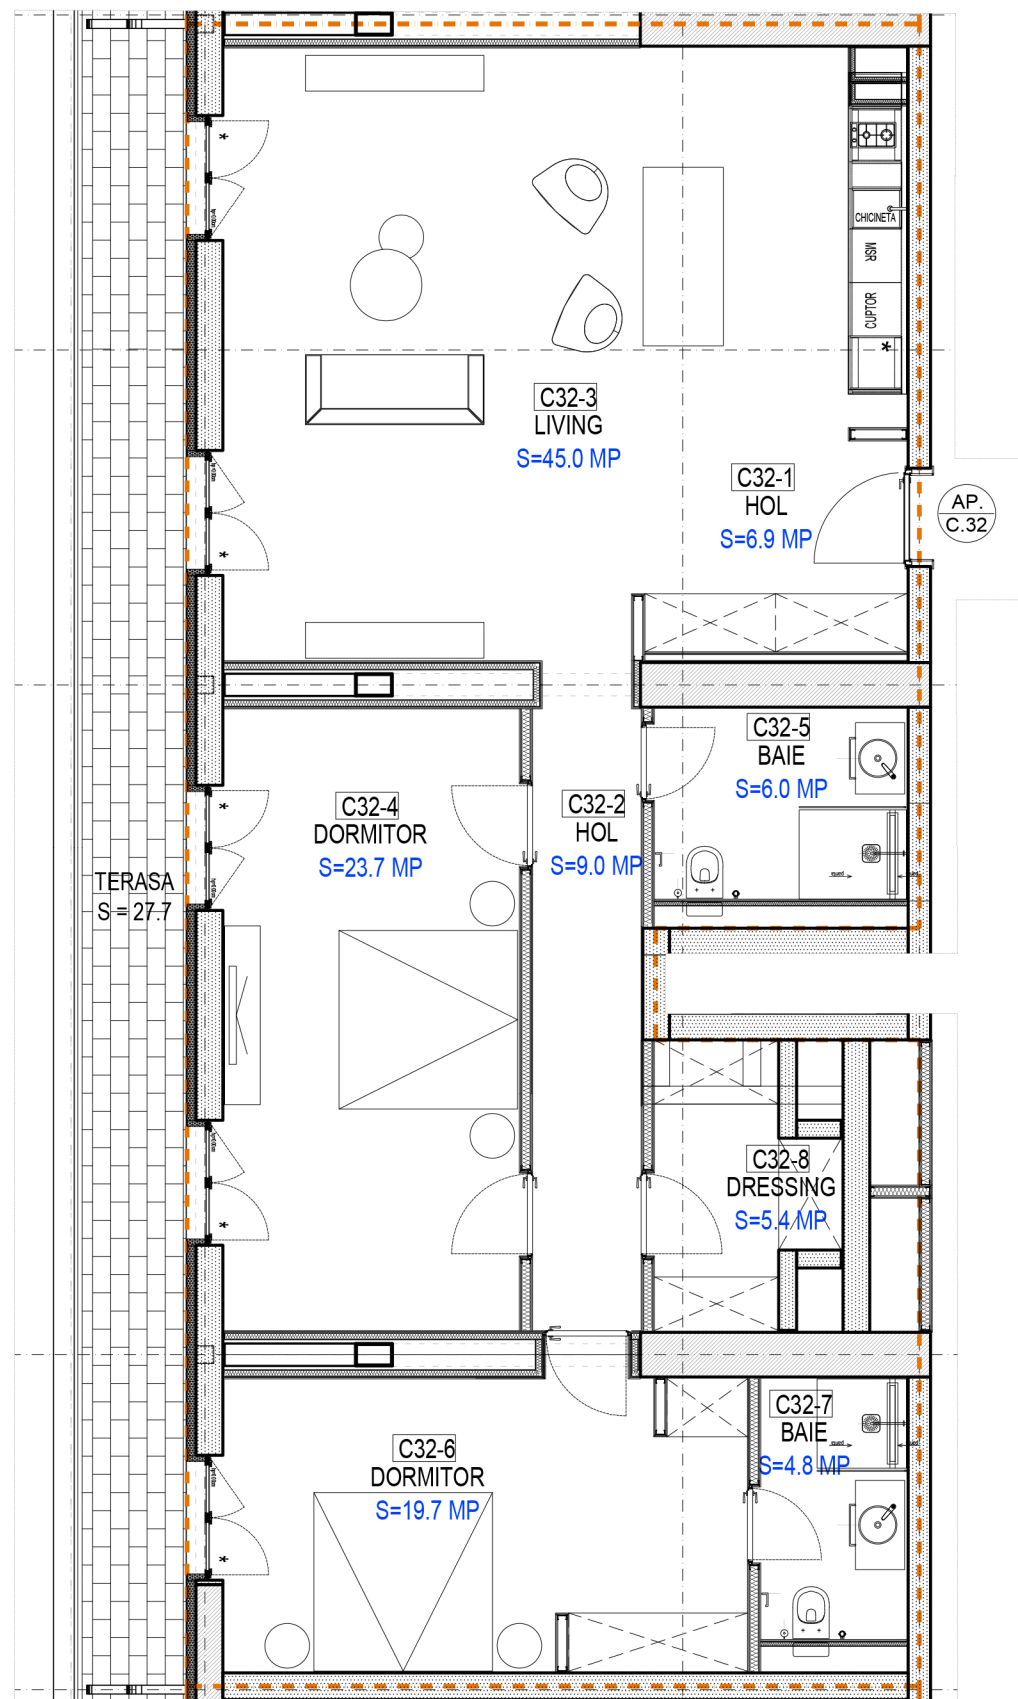 CHICINETA
MSR
CUPTOR
C32-3
LIVING
S=45.0 MP
C32-1
HOL
S=6.9 MP
AP.
C.32
C32-5
BAIE
S=6.0 MP
C32-4
DORMITOR
S=23.7 MP
C32-2
HOL
S=9.0 MP
TERASA
S = 27.7
C32-8
DRESSING
S=5.4 MP
C32-7
BAIE
S=4.8 MP
C32-6
DORMITOR
S=19.7 MP